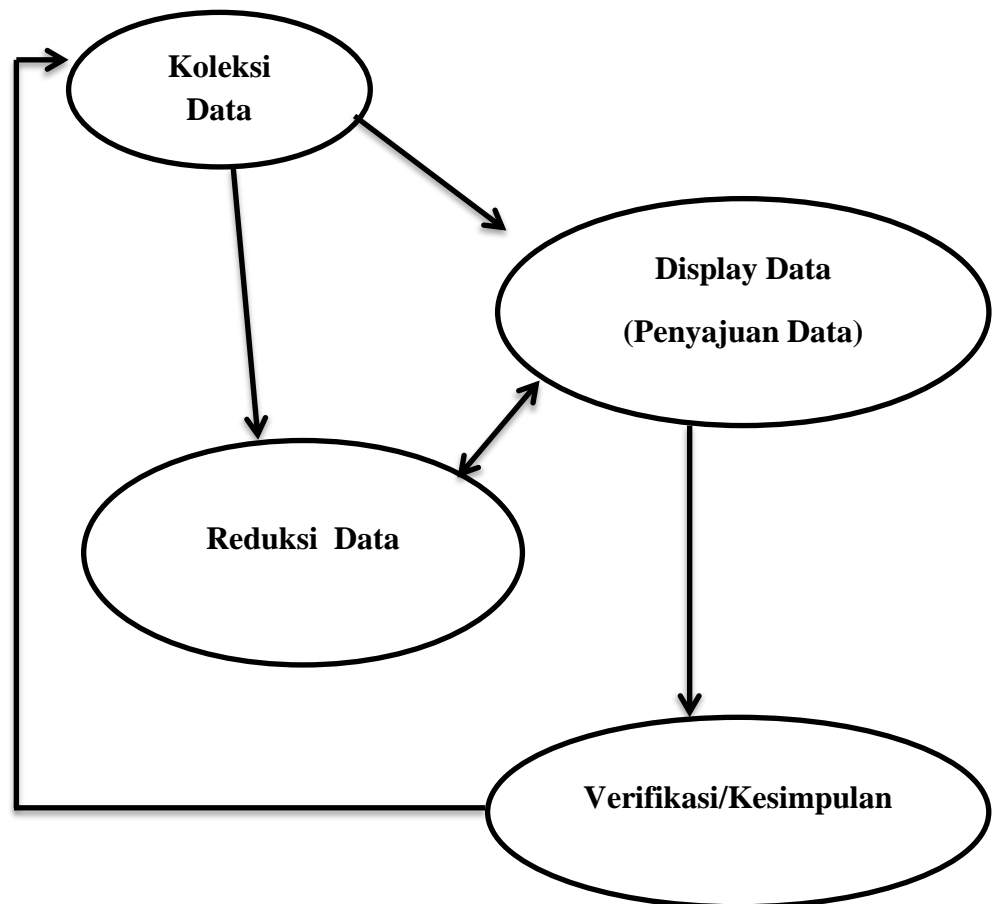 Koleksi
Data
Display Data
(Penyajuan Data)
Reduksi Data
Verifikasi/Kesimpulan